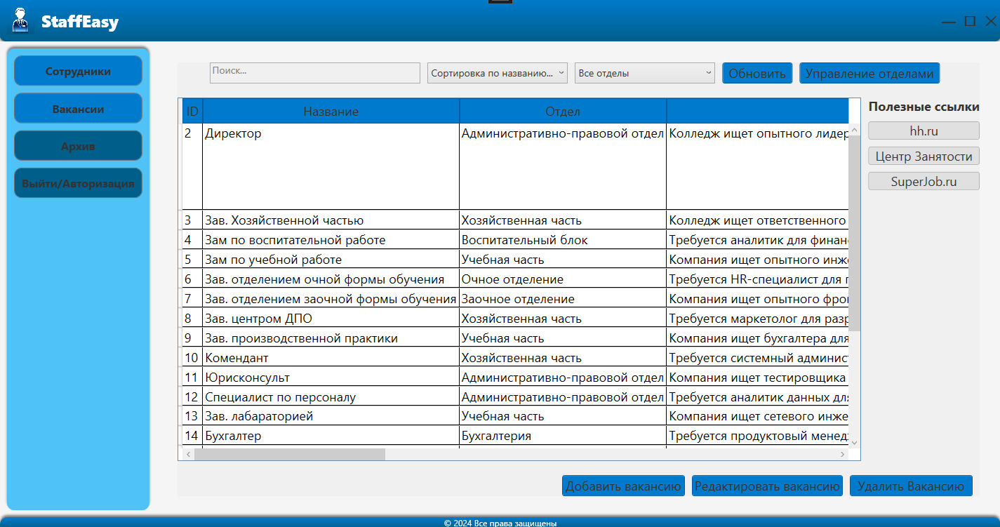 StaffEasy
Сотрудники
Вакансии
Архив
Выйти/Авторизация
Поиск...
Сортировка по названию...
Все отделы
Обновить
Управление отделами
ID Название Отдел
2 Директор Административно-правовой отдел Колледж ищет опытного лидер
3 Зав. Хозяйственной частью Хозяйственная часть Колледж ищет ответственного
4 Зам по воспитательной работе Воспитательный блок Требуется аналитик для финан
5 Зам по учебной работе Учебная часть Компания ищет опытного инже
6 Зав. отделением очной формы обучения Очное отделение Требуется HR-специалист для
7 Зав. отделением заочной формы обучения Заочное отделение Компания ищет опытного фро
8 Зав. центром ДПО Хозяйственная часть Требуется маркетолог для разр
9 Зав. производственной практики Учебная часть Компания ищет бухгалтера для
10 Комендант Хозяйственная часть Требуется системный админис
11 Юрисконсульт Административно-правовой отдел Компания ищет тестировщика
12 Специалист по персоналу Административно-правовой отдел Требуется аналитик данных для
13 Зав. лабараторией Учебная часть Компания ищет сетевого инже
14 Бухгалтер Бухгалтерия Требуется продуктовый менед
Полезные ссылки
hh.ru
Центр Занятости
SuperJob.ru
Добавить вакансию
Редактировать вакансию
Удалить Вакансию
© 2024 Все права защищены